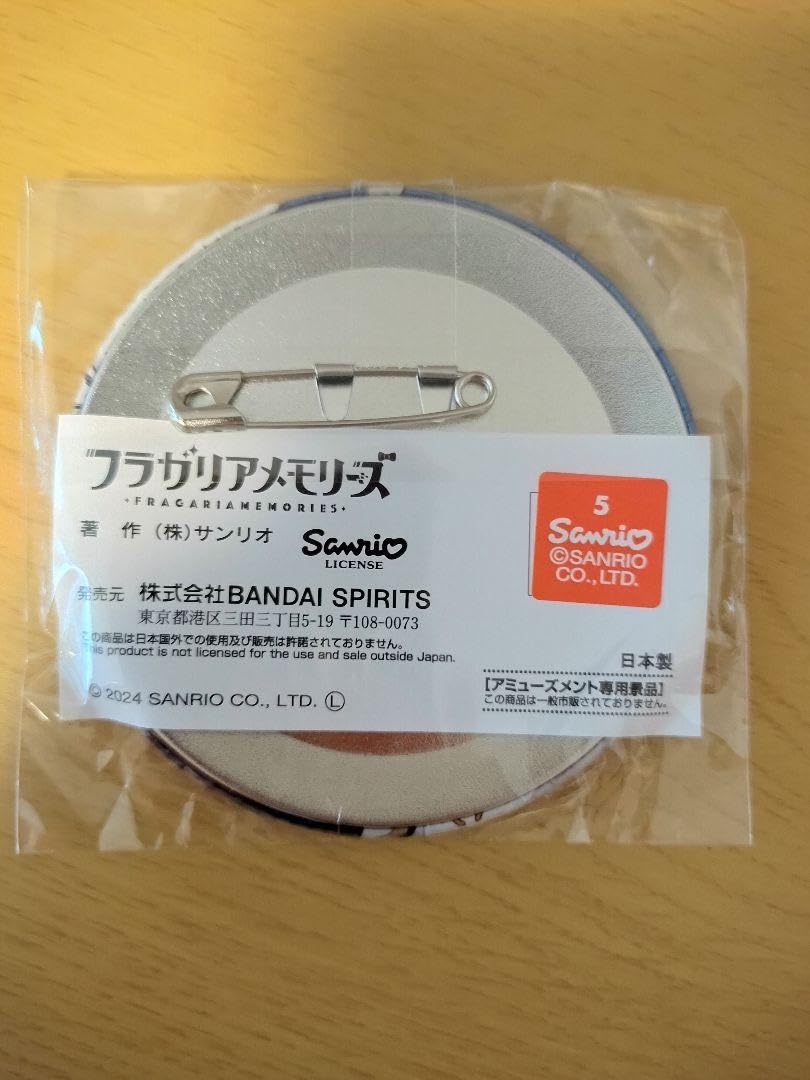 フラガリアメモリーズ
FRAGARIAMEMORIES
著 作 (株)サンリオ
Sanrio
LICENSE
発売元 株式会社BANDAI SPIRITS
東京都港区三田三丁目5-19 〒108-0073
この商品は日本国外での使用及び販売は許諾されておりません。
This product is not licensed for the use and sale outside Japan.
© 2024 SANRIO CO., LTD. Ⓛ
5
Sanrio
©SANRIO
CO., LTD.
日本製
[アミューズメント専用景品]
この商品は一般市販されておりません。